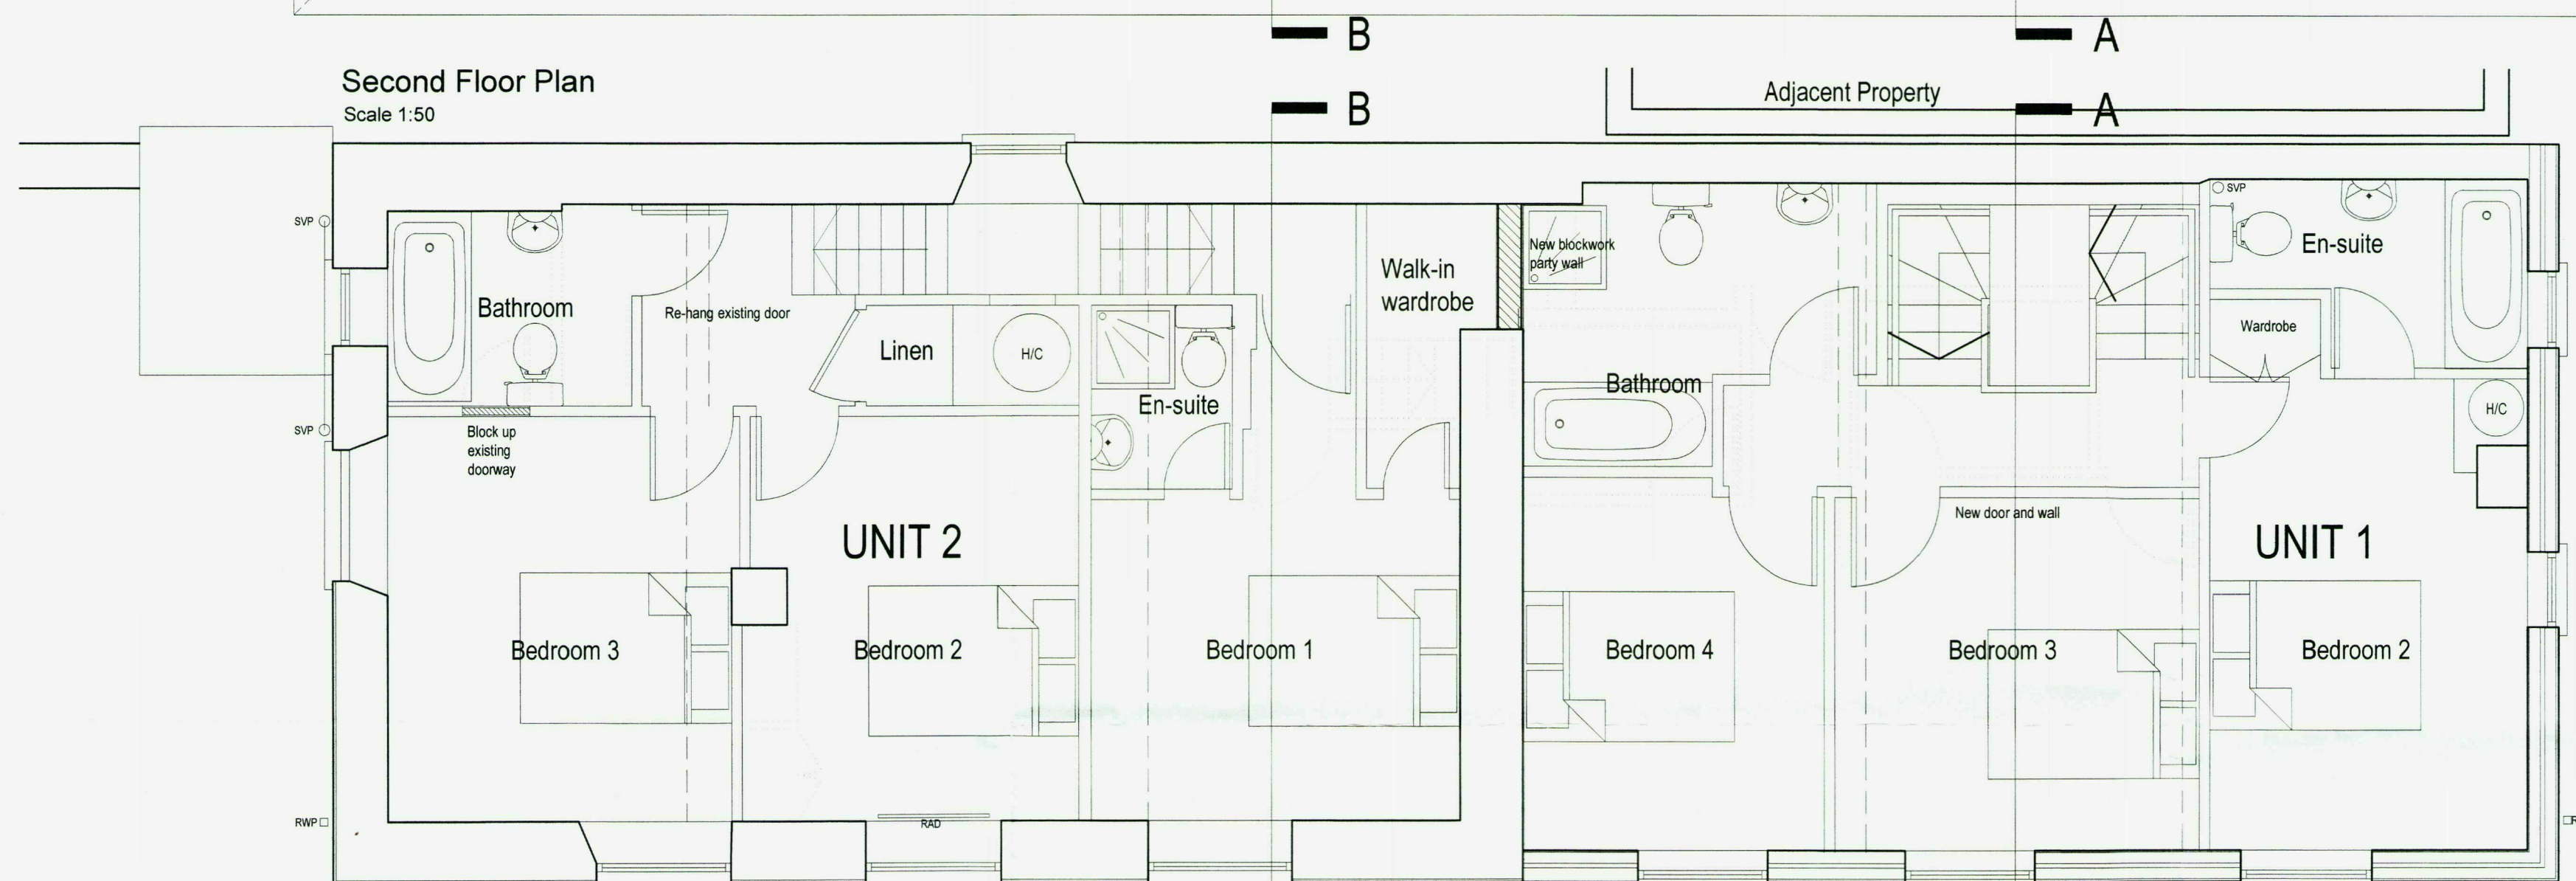 B
A
Second Floor Plan
Scale 1:50
Adjacent Property
B
A
SVP
SVP
Bathroom
Re-hang existing door
Linen
H/C
Walk-in
wardrobe
New blockwork
party wall
En-suite
Wardrobe
Bathroom
En-suite
H/C
SVP
Block up
existing
doorway
New door and wall
UNIT 2
UNIT 1
Bedroom 3
Bedroom 2
Bedroom 1
Bedroom 4
Bedroom 3
Bedroom 2
RWP
RAD